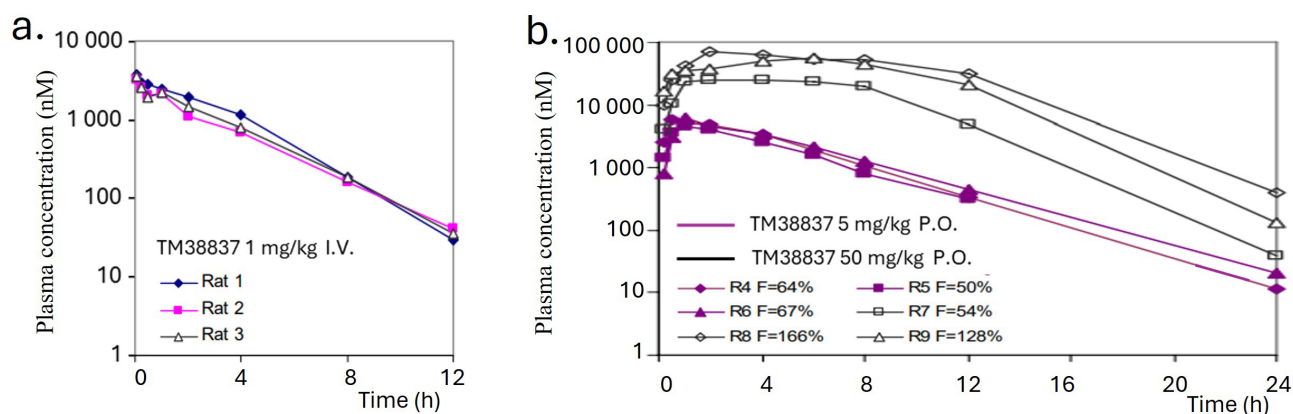 a.
Plasma concentration (nM)
10 000
1 000
100
10
1
TM38837 1 mg/kg I.V.
Rat 1
Rat 2
Rat 3
0 4 8 12
Time (h)
b.
Plasma concentration (nM)
100 000
10 000
1 000
100
10
1
TM38837 5 mg/kg P.O.
TM38837 50 mg/kg P.O.
R4 F=64% R5 F=50%
R6 F=67% R7 F=54%
R8 F=166% R9 F=128%
0 4 8 12 16 20 24
Time (h)